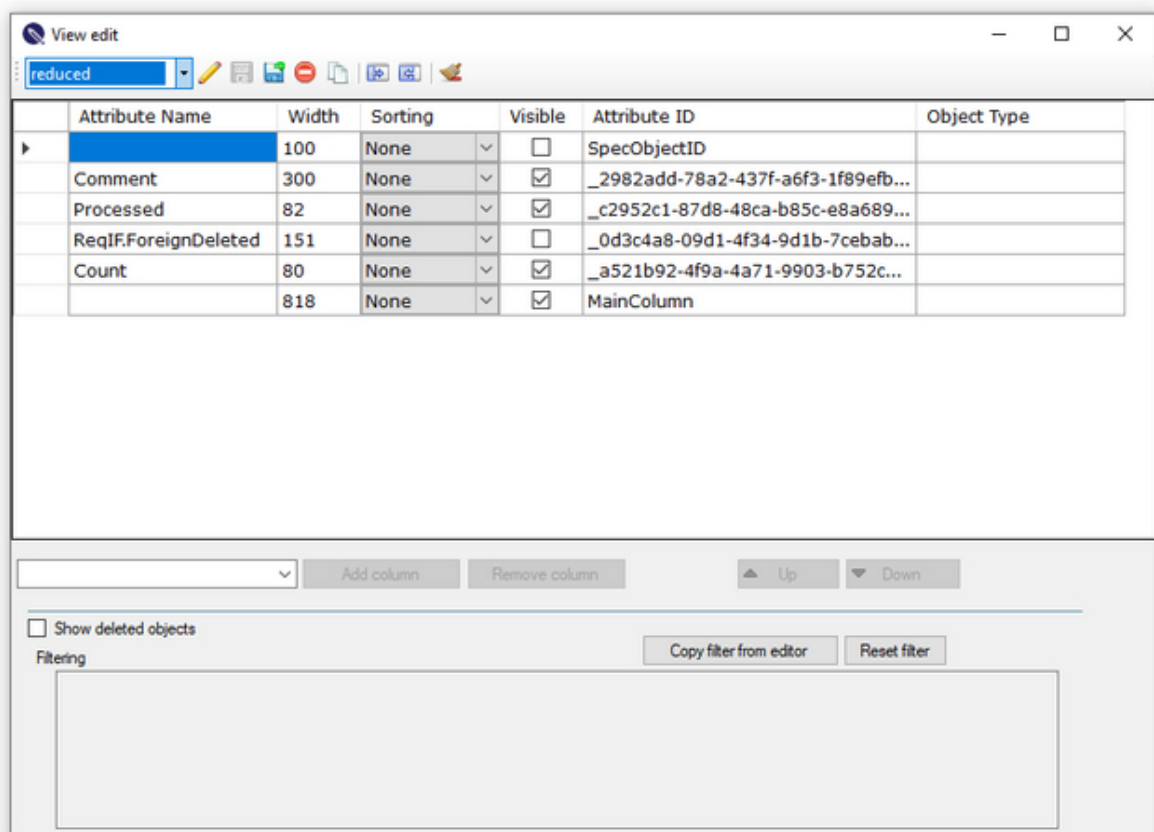 View edit
reduced
Attribute Name Width Sorting Visible Attribute ID Object Type
100 None SpecObjectID
Comment 300 None _2982add-78a2-437f-a6f3-1f89efb...
Processed 82 None _c2952c1-87d8-48ca-b85c-e8a689...
ReqIF.ForeignDeleted 151 None _0d3c4a8-09d1-4f34-9d1b-7cebab...
Count 80 None _a521b92-4f9a-4a71-9903-b752c...
818 None MainColumn
Add column Remove column Up Down
Show deleted objects
Filtering Copy filter from editor Reset filter